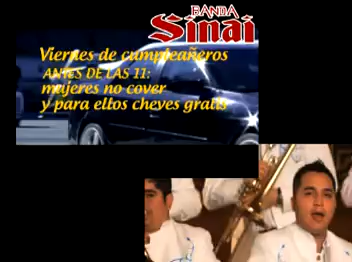 BANDA
Sinai
Viernes de cumpleañeros
ANTES DE LAS 11:
mujeres no cover
y para ellos cheves gratis